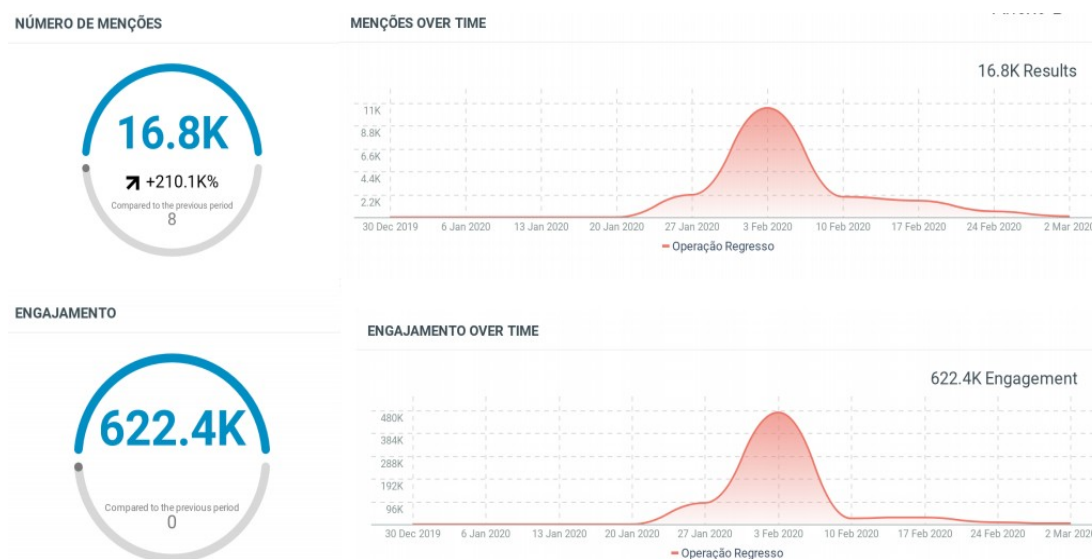 NÚMERO DE MENÇÕES
16.8K
+210.1K%
Compared to the previous period
8
MENÇÕES OVER TIME
16.8K Results
11K
8.8K
6.6K
4.4K
2.2K
30 Dec 2019 6 Jan 2020 13 Jan 2020 20 Jan 2020 27 Jan 2020 3 Feb 2020 10 Feb 2020 17 Feb 2020 24 Feb 2020 2 Mar 2020
Operação Regresso
ENGAJAMENTO
622.4K
Compared to the previous period
0
ENGAJAMENTO OVER TIME
622.4K Engagement
480K
384K
288K
192K
96K
30 Dec 2019 6 Jan 2020 13 Jan 2020 20 Jan 2020 27 Jan 2020 3 Feb 2020 10 Feb 2020 17 Feb 2020 24 Feb 2020 2 Mar 2020
Operação Regresso